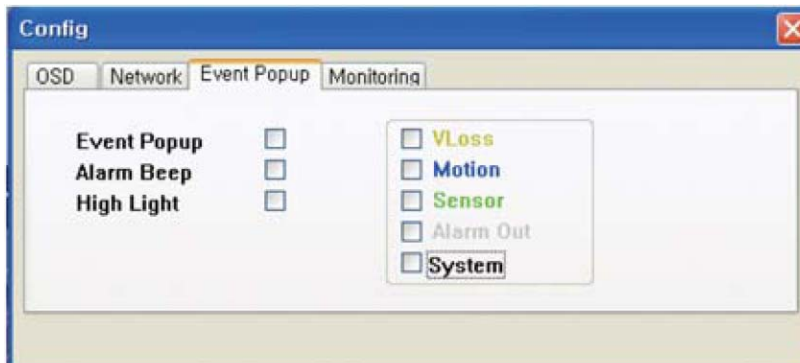 Config
OSD Network Event Popup Monitoring
Event Popup
Alarm Beep
High Light
VLoss
Motion
Sensor
Alarm Out
System